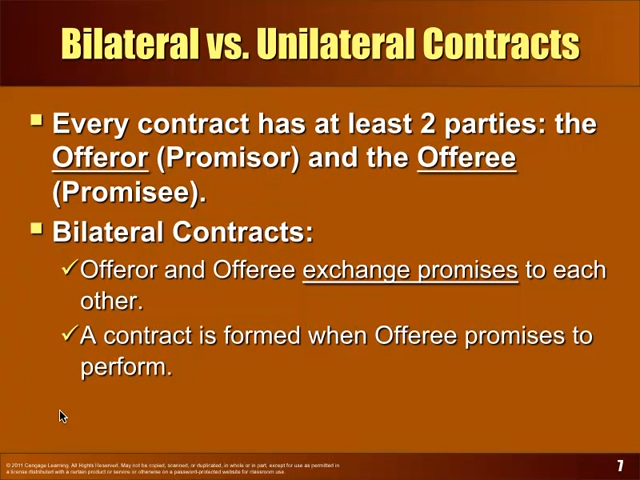 Bilateral vs. Unilateral Contracts
Every contract has at least 2 parties: the
Offeror (Promisor) and the Offeree
(Promisee).
Bilateral Contracts:
Offeror and Offeree exchange promises to each
other.
A contract is formed when Offeree promises to
perform.
© 2011 Cengage Learning. All Rights Reserved. May not be copied, scanned, or duplicated, in whole or in part, except for use as permitted in
a license distributed with a certain product or service or otherwise on a password-protected website for classroom use.
7